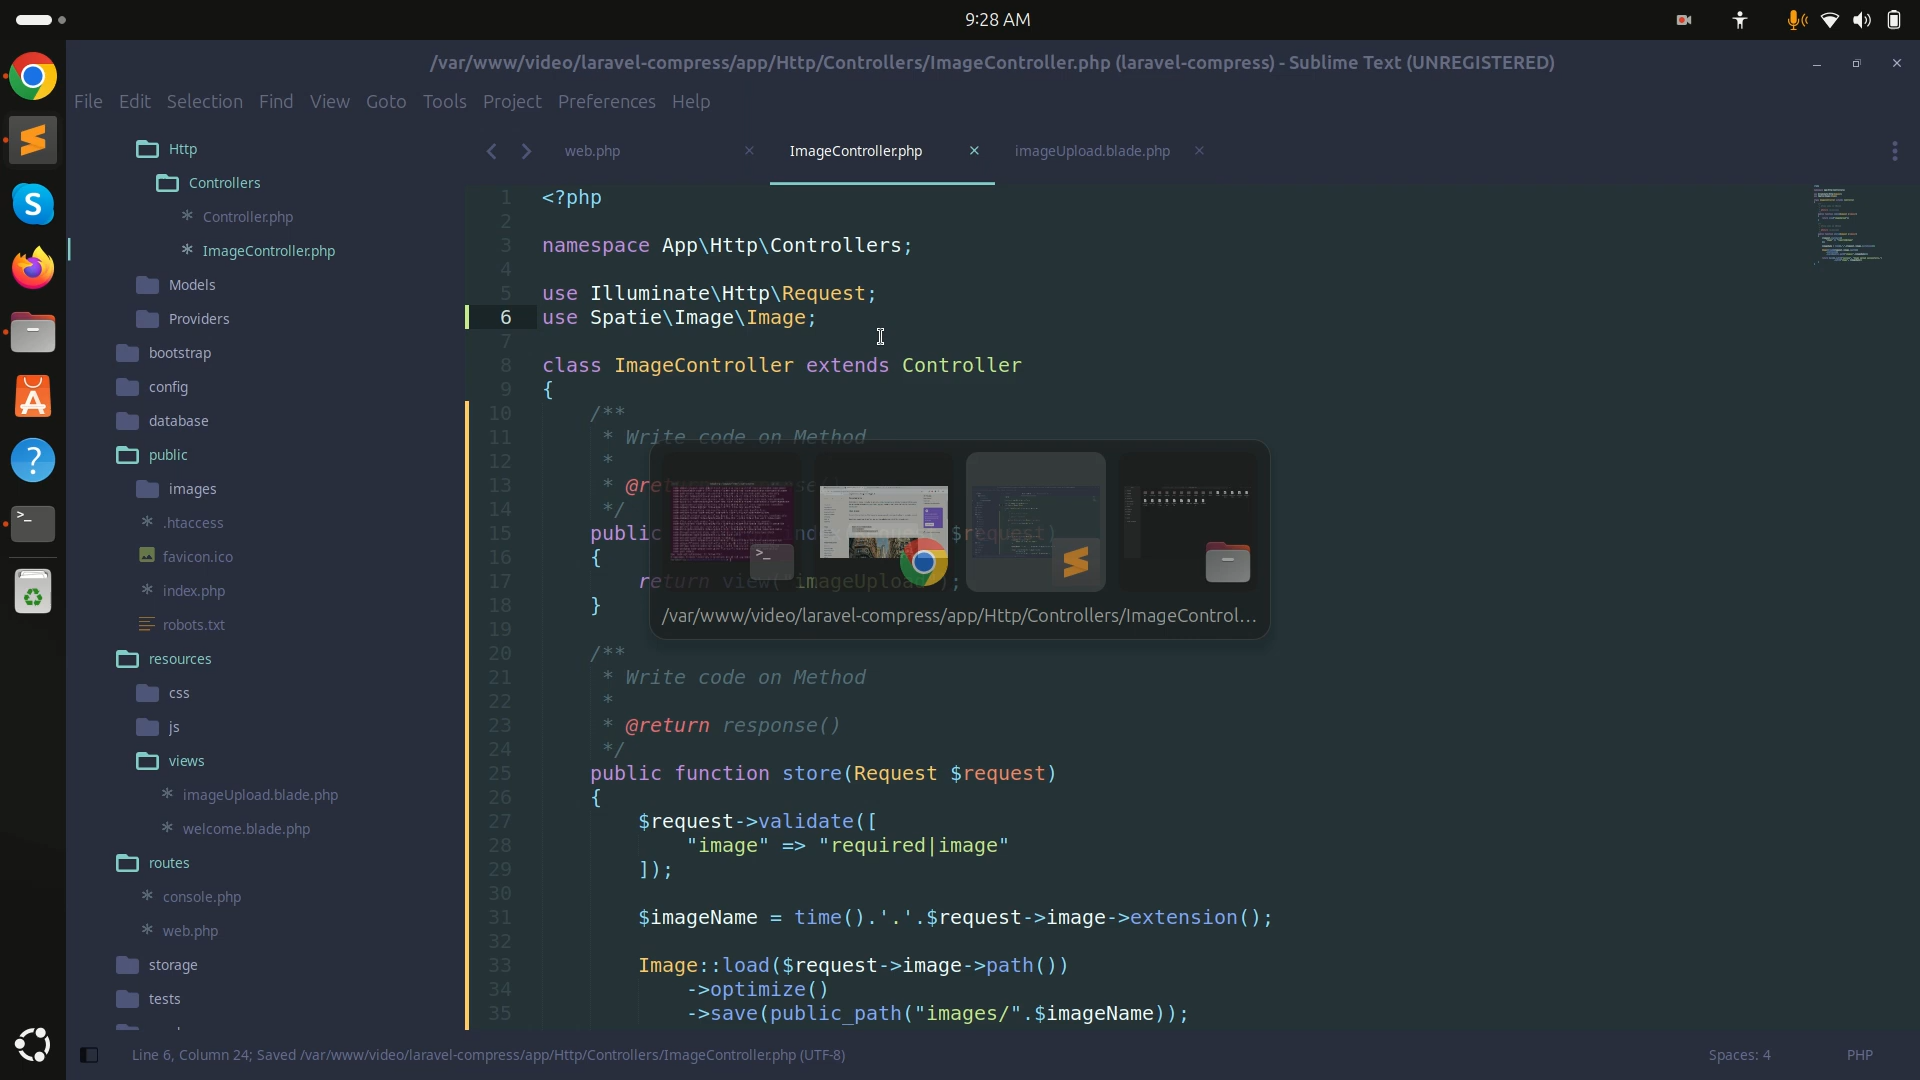 9:28 AM
/var/www/video/laravel-compress/app/Http/Controllers/ImageController.php (laravel-compress) - Sublime Text (UNREGISTERED)
File Edit Selection Find View Goto Tools Project Preferences Help
Http
Controllers
Controller.php
ImageController.php
Models
Providers
bootstrap
config
database
public
images
.htaccess
favicon.ico
index.php
robots.txt
resources
css
js
views
imageUpload.blade.php
welcome.blade.php
routes
console.php
web.php
storage
tests
web.php
ImageController.php
imageUpload.blade.php
1 <?php
2
3 namespace App\Http\Controllers;
4
5 use Illuminate\Http\Request;
6 use Spatie\Image\Image;
7
8 class ImageController extends Controller
9 {
10 /**
11 * Write code on Method
12 *
13 * @re
14 */
15 public $request)
16 {
17 return view('imageUpload');
18 }
19
20 /**
21 * Write code on Method
22 *
23 * @return response()
24 */
25 public function store(Request $request)
26 {
27 $request->validate([
28 "image" => "required|image"
29 ]);
30
31 $imageName = time().'.'.$request->image->extension();
32
33 Image::load($request->image->path())
34 ->optimize()
35 ->save(public_path("images/".$imageName));
/var/www/video/laravel-compress/app/Http/Controllers/ImageControl...
Line 6, Column 24; Saved /var/www/video/laravel-compress/app/Http/Controllers/ImageController.php (UTF-8)
Spaces: 4
PHP